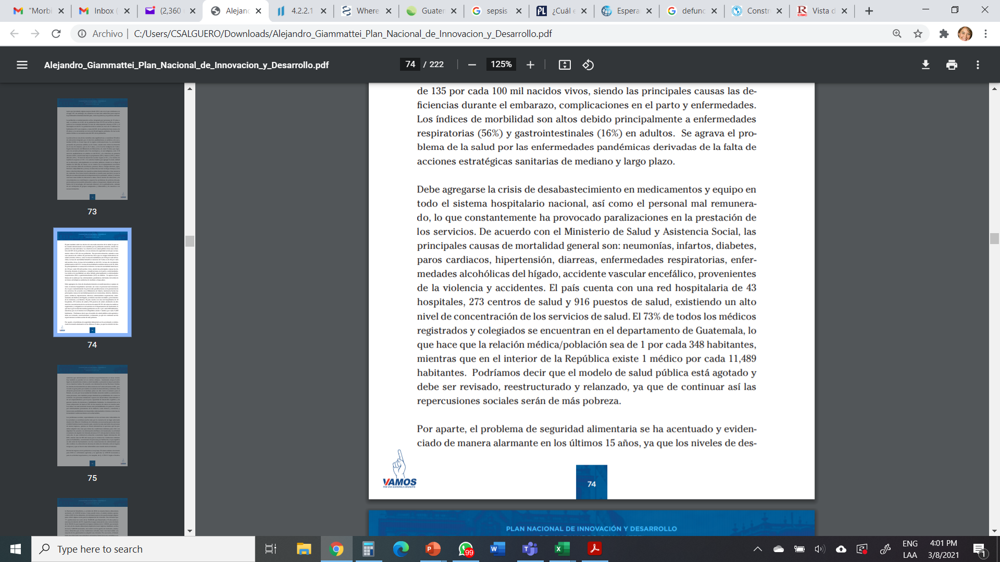 "Morbi
Inbox (
(2,360
Alejanc
4.2.2.1
Where
Guater
sepsis
¿Cuál e
Espera
defunc
Constr
Vista d
Archivo | C:/Users/CSALGUERO/Downloads/Alejandro_Giammattei_Plan_Nacional_de_Innovacion_y_Desarrollo.pdf
Alejandro_Giammattei_Plan_Nacional_de_Innovacion_y_Desarrollo.pdf
74 / 222
125%
73
74
75
de 135 por cada 100 mil nacidos vivos, siendo las principales causas las de-
ficiencias durante el embarazo, complicaciones en el parto y enfermedades.
Los índices de morbilidad son altos debido principalmente a enfermedades
respiratorias (56%) y gastrointestinales (16%) en adultos. Se agrava el pro-
blema de la salud por las enfermedades pandémicas derivadas de la falta de
acciones estratégicas sanitarias de mediano y largo plazo.
Debe agregarse la crisis de desabastecimiento en medicamentos y equipo en
todo el sistema hospitalario nacional, así como el personal mal remunera-
do, lo que constantemente ha provocado paralizaciones en la prestación de
los servicios. De acuerdo con el Ministerio de Salud y Asistencia Social, las
principales causas de mortalidad general son: neumonías, infartos, diabetes,
paros cardiacos, hipertensión, diarreas, enfermedades respiratorias, enfer-
medades alcohólicas del hígado, accidente vascular encefálico, provenientes
de la violencia y accidentes. El país cuenta con una red hospitalaria de 43
hospitales, 273 centros de salud y 916 puestos de salud, existiendo un alto
nivel de concentración de los servicios de salud. El 73% de todos los médicos
registrados y colegiados se encuentran en el departamento de Guatemala, lo
que hace que la relación médica/población sea de 1 por cada 348 habitantes,
mientras que en el interior de la República existe 1 médico por cada 11,489
habitantes. Podríamos decir que el modelo de salud pública está agotado y
debe ser revisado, reestructurado y relanzado, ya que de continuar así las
repercusiones sociales serán de más pobreza.
Por aparte, el problema de seguridad alimentaria se ha acentuado y eviden-
ciado de manera alarmante en los últimos 15 años, ya que los niveles de des-
VAMOS
POR UNA GUATEMALA DIFERENTE
74
PLAN NACIONAL DE INNOVACIÓN Y DESARROLLO
Type here to search
99
ENG
LAA
4:01 PM
3/8/2021
1